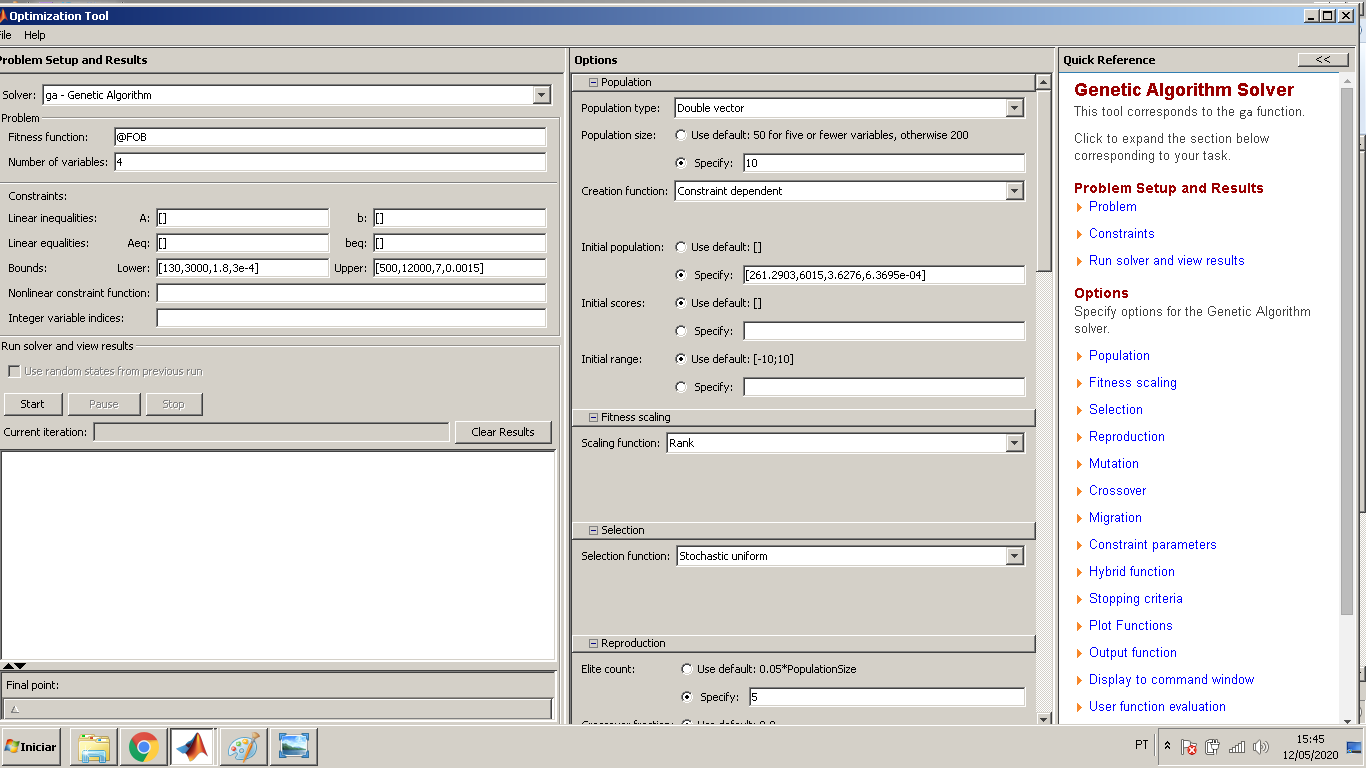 Optimization Tool
ile Help
Problem Setup and Results
Solver: ga - Genetic Algorithm
Problem
Fitness function: @FOB
Number of variables: 4
Constraints:
Linear inequalities: A: [] b: []
Linear equalities: Aeq: [] beq: []
Bounds: Lower: [130,3000,1.8,3e-4] Upper: [500,12000,7,0.0015]
Nonlinear constraint function:
Integer variable indices:
Run solver and view results
Use random states from previous run
Start Pause Stop
Current iteration: Clear Results
Final point:
Options
Population
Population type: Double vector
Population size: Use default: 50 for five or fewer variables, otherwise 200
Specify: 10
Creation function: Constraint dependent
Initial population: Use default: []
Specify: [261.2903,6015,3.6276,6.3695e-04]
Initial scores: Use default: []
Specify:
Initial range: Use default: [-10;10]
Specify:
Fitness scaling
Scaling function: Rank
Selection
Selection function: Stochastic uniform
Reproduction
Elite count: Use default: 0.05*PopulationSize
Specify: 5
Crossover fraction: Use default: 0.8
Quick Reference <<
Genetic Algorithm Solver
This tool corresponds to the ga function.
Click to expand the section below
corresponding to your task.
Problem Setup and Results
Problem
Constraints
Run solver and view results
Options
Specify options for the Genetic Algorithm
solver.
Population
Fitness scaling
Selection
Reproduction
Mutation
Crossover
Migration
Constraint parameters
Hybrid function
Stopping criteria
Plot Functions
Output function
Display to command window
User function evaluation
Iniciar
PT
15:45
12/05/2020